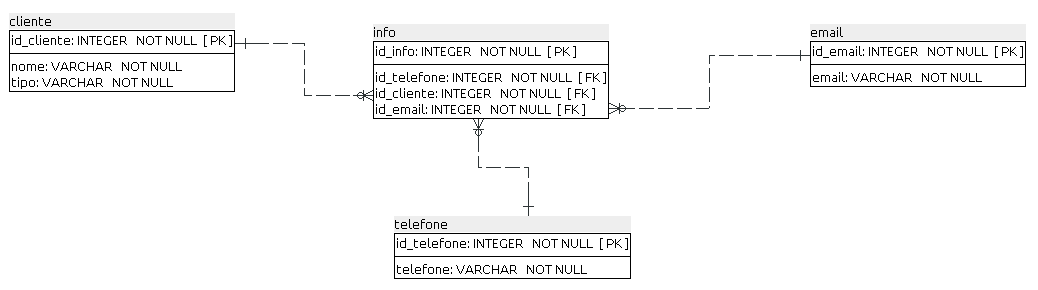 cliente
id_cliente: INTEGER NOT NULL [ PK ]
nome: VARCHAR NOT NULL
tipo: VARCHAR NOT NULL
info
id_info: INTEGER NOT NULL [ PK ]
id_telefone: INTEGER NOT NULL [ FK ]
id_cliente: INTEGER NOT NULL [ FK ]
id_email: INTEGER NOT NULL [ FK ]
email
id_email: INTEGER NOT NULL [ PK ]
email: VARCHAR NOT NULL
telefone
id_telefone: INTEGER NOT NULL [ PK ]
telefone: VARCHAR NOT NULL